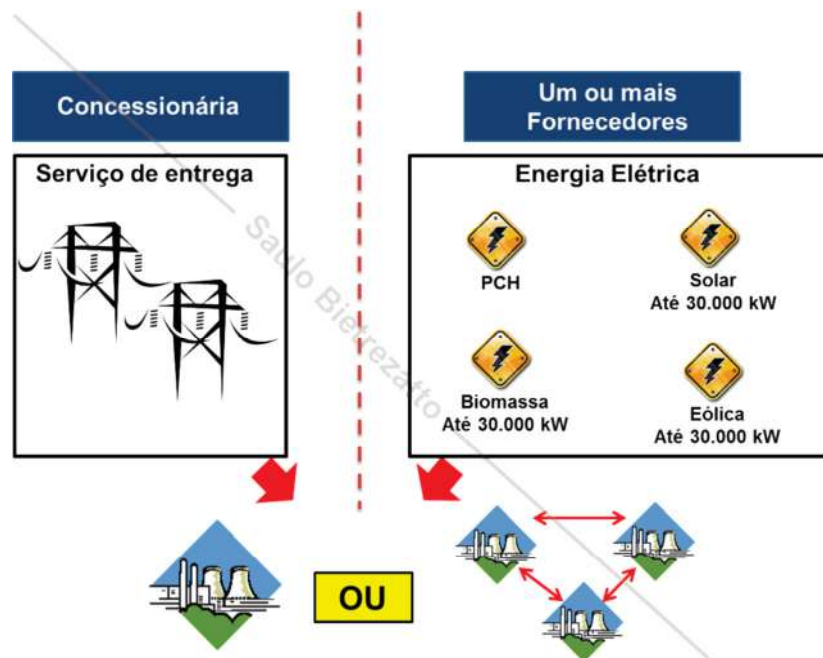 Concessionária
Um ou mais
Fornecedores
Serviço de entrega
Energia Elétrica
PCH
Solar
Até 30.000 kW
Biomassa
Até 30.000 kW
Eólica
Até 30.000 kW
Saulo Bietrezatto
OU